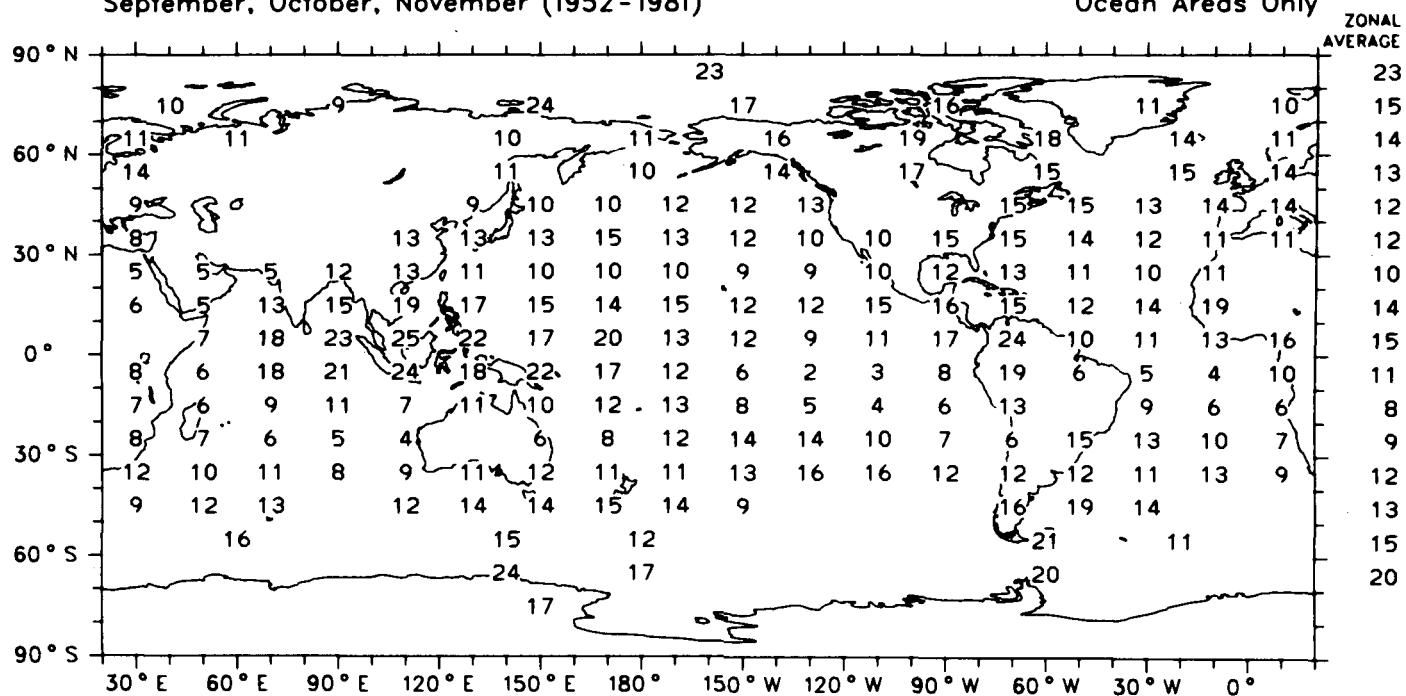 September, October, November (1952-1981) Ocean Areas Only
ZONAL
AVERAGE
90° N
23 23
10 9 24 17 16 11 10 15
11 11 10 11 16 19 18 14 11 14
60° N
14 11 10 14 17 15 15 14 13
9 9 10 10 12 12 13 15 15 13 14 14 12
8 13 13 13 15 13 12 10 10 15 15 14 12 11 11 12
30° N
5 5 5 12 13 11 10 10 10 9 9 10 12 13 11 10 11 10
6 5 13 15 19 17 15 14 15 12 12 15 16 15 12 14 19 14
7 18 23 25 22 17 20 13 12 9 11 17 24 10 11 13 16 15
0°
8 6 18 21 24 18 22 17 12 6 2 3 8 19 6 5 4 10 11
7 6 9 11 7 11 10 12 13 8 5 4 6 13 9 6 6 8
8 7 6 5 4 6 8 12 14 14 10 7 6 15 13 10 7 9
30° S
12 10 11 8 9 11 12 11 11 13 16 16 12 12 12 11 13 9 12
9 12 13 12 14 14 15 14 9 16 19 14 13
16 15 12 21 11 15
60° S
24 17 20 20
17
90° S
30° E 60° E 90° E 120° E 150° E 180° 150° W 120° W 90° W 60° W 30° W 0°